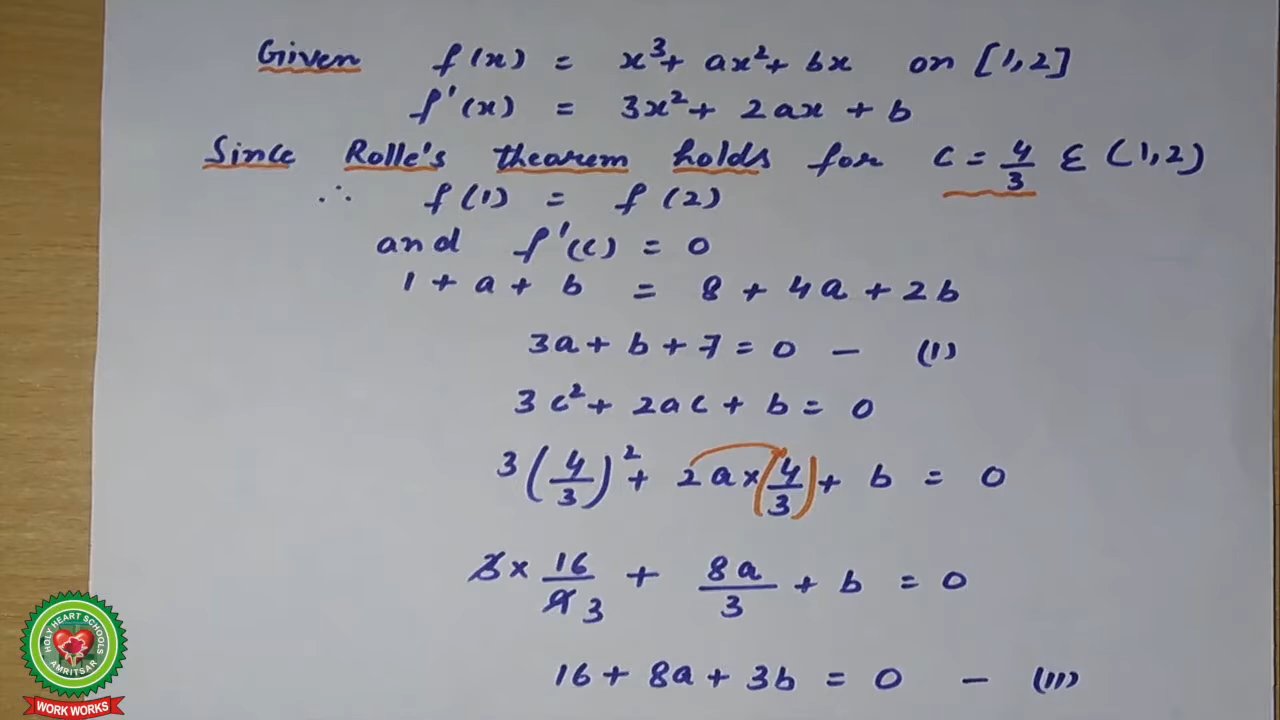 Given f(x) = x³ + ax² + bx on [1,2]
f'(x) = 3x² + 2ax + b
Since Rolle's thearem holds for c = 4/3 ∈ (1,2)
∴ f(1) = f(2)
and f'(c) = 0
1 + a + b = 8 + 4a + 2b
3a + b + 7 = 0 — (I)
3c² + 2ac + b = 0
3(4/3)² + 2a×(4/3) + b = 0
3 × 16/9 3 + 8a/3 + b = 0
16 + 8a + 3b = 0 — (II)
HOLY HEART SCHOOLS
AMRITSAR
WORK WORKS